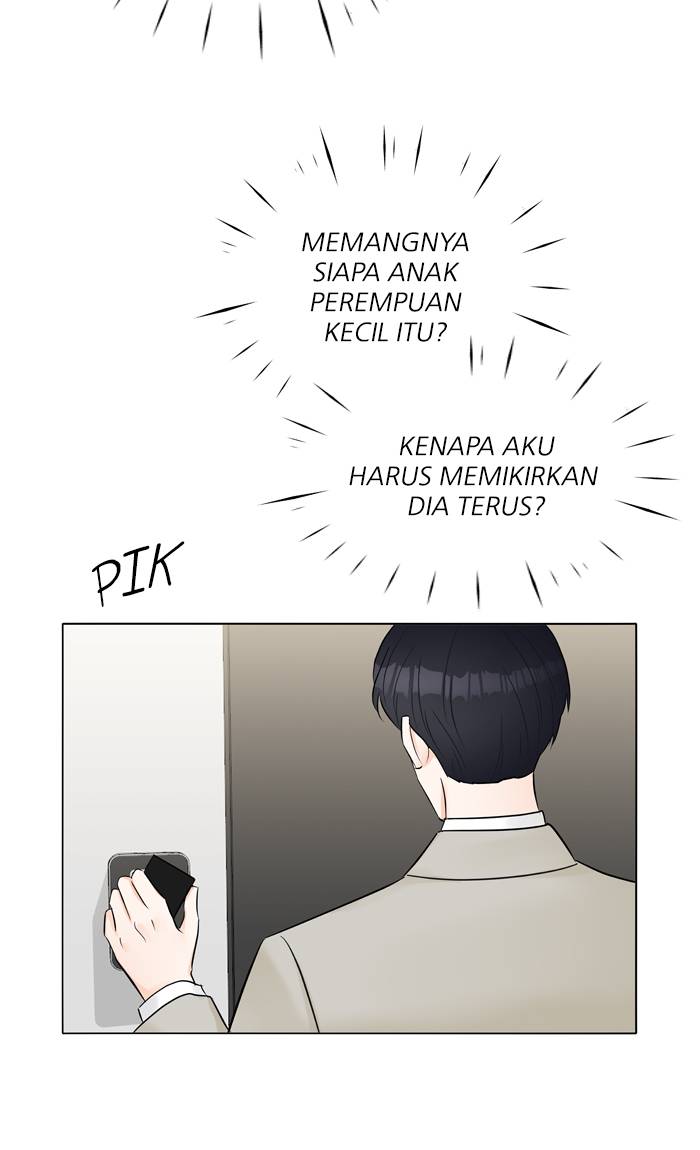 MEMANGNYA
SIAPA ANAK
PEREMPUAN
KECIL ITU?
KENAPA AKU
HARUS MEMIKIRKAN
DIA TERUS?
PIK